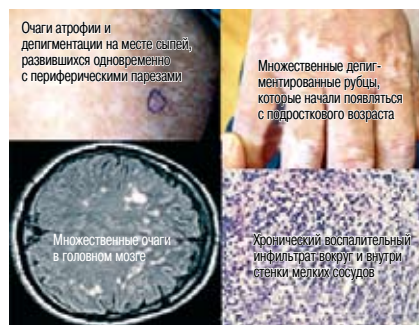 Очаги атрофии и
депигментации на месте сыпей,
развившихся одновременно
с периферическими парезами
Множественные депиг-
ментированные рубцы,
которые начали появляться
с подросткового возраста
Множественные очаги
в головном мозге
Хронический воспалительный
инфильтрат вокруг и внутри
стенки мелких сосудов